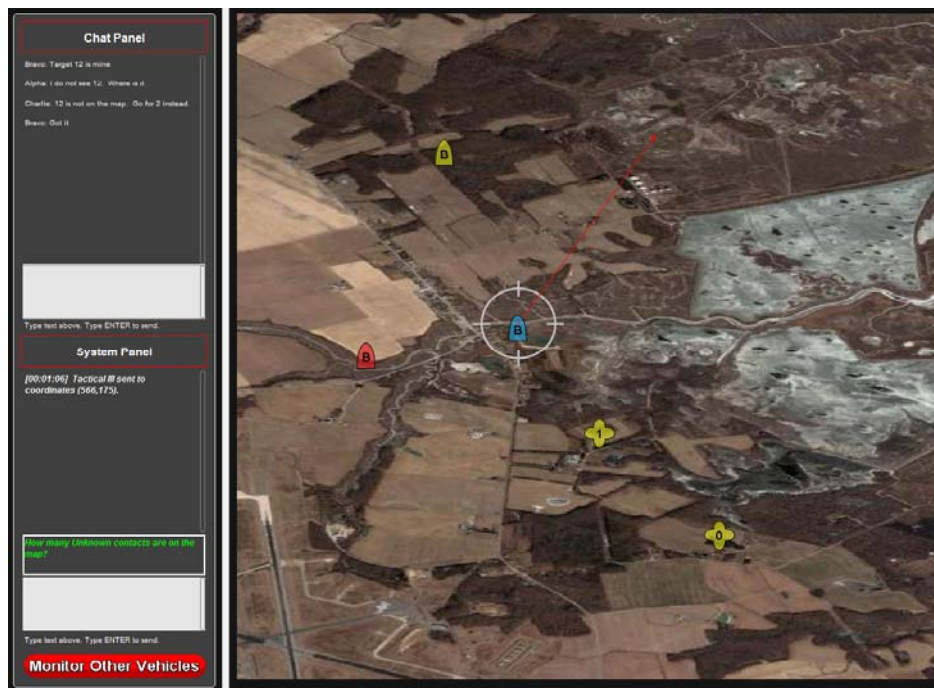 Chat Panel
Bravo: Target 12 is mine
Alpha: I do not see 12. Where is it
Charlie: 12 is not on the map. Go for 2 instead.
Bravo: Got it
Type text above. Type ENTER to send.
System Panel
[00:01:06] Tactical III sent to
coordinates (566,175).
How many Unknown contacts are on the
map?
Type text above. Type ENTER to send.
Monitor Other Vehicles
B
B
B
1
0